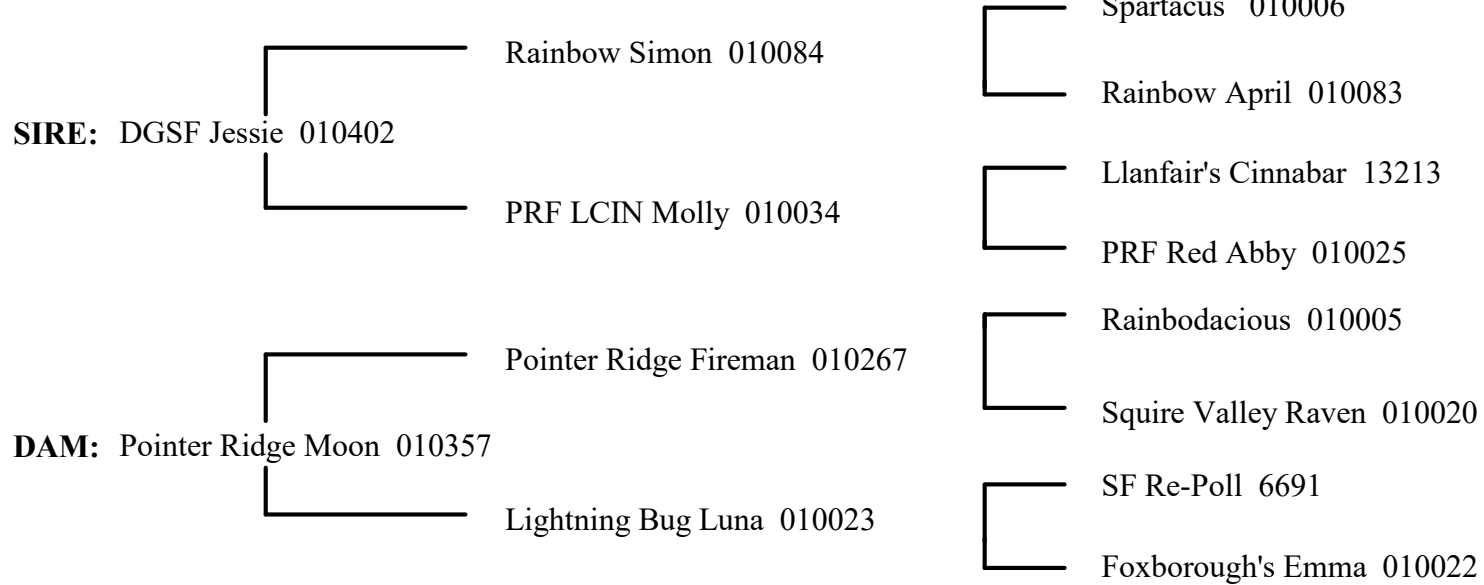 Spartacus 010006
Rainbow Simon 010084
Rainbow April 010083
SIRE: DGSF Jessie 010402
Llanfair's Cinnabar 13213
PRF LCIN Molly 010034
PRF Red Abby 010025
Rainbodacious 010005
Pointer Ridge Fireman 010267
Squire Valley Raven 010020
DAM: Pointer Ridge Moon 010357
SF Re-Poll 6691
Lightning Bug Luna 010023
Foxborough's Emma 010022